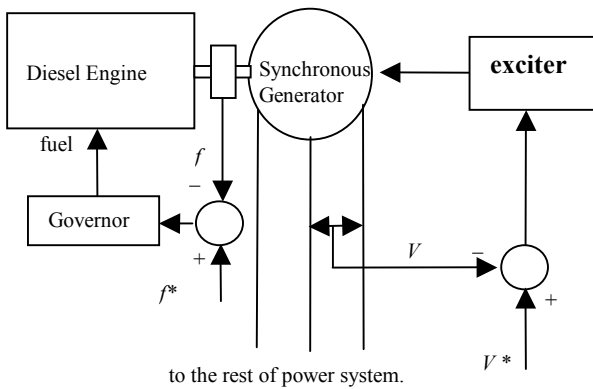 Diesel Engine
Synchronous
Generator
exciter
fuel
f
−
Governor
+
f*
V
−
+
V *
to the rest of power system.